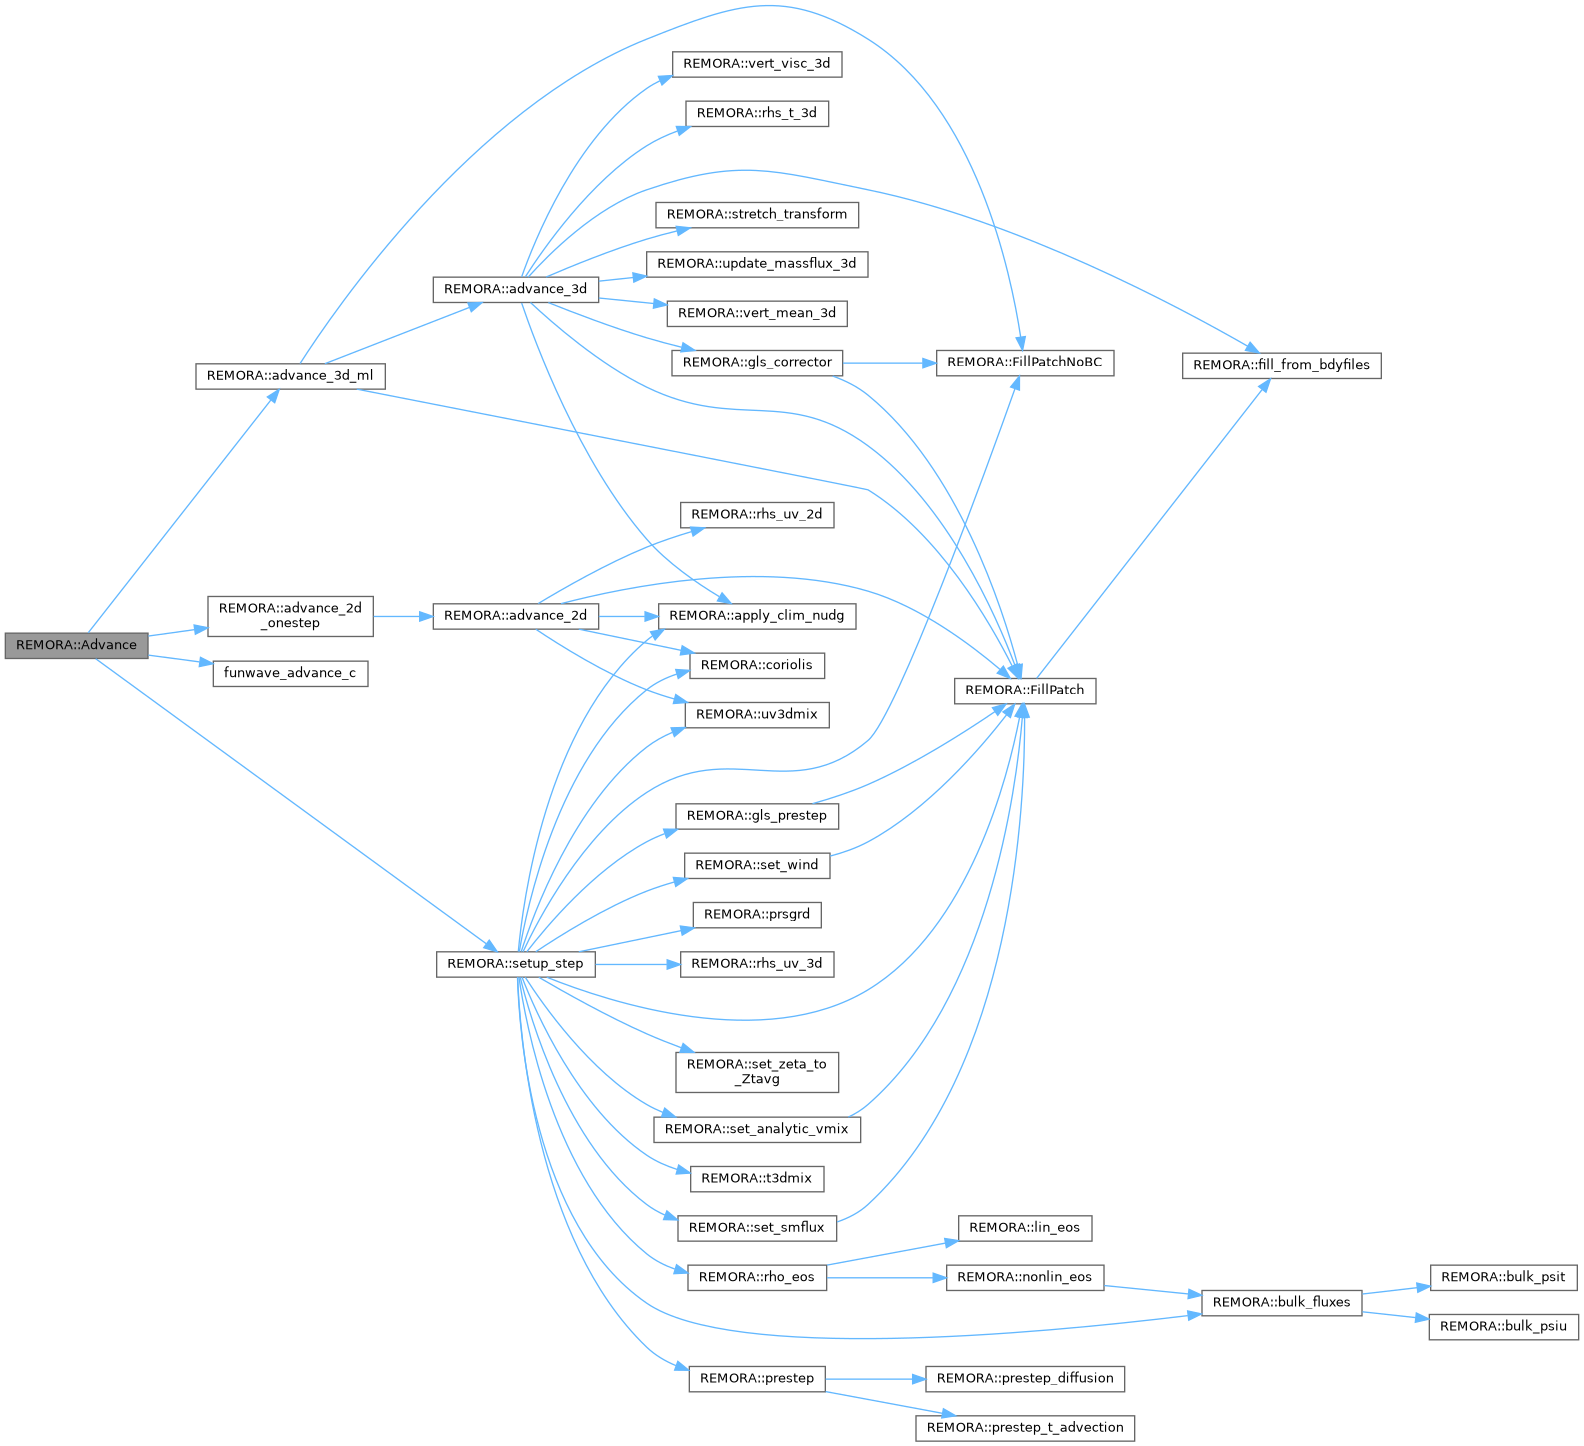 REMORA::vert_visc_3d
REMORA::rhs_t_3d
REMORA::stretch_transform
REMORA::update_massflux_3d
REMORA::advance_3d
REMORA::vert_mean_3d
REMORA::gls_corrector
REMORA::FillPatchNoBC
REMORA::fill_from_bdyfiles
REMORA::advance_3d_ml
REMORA::rhs_uv_2d
REMORA::advance_2d
_onestep
REMORA::advance_2d
REMORA::apply_clim_nudg
REMORA::Advance
funwave_advance_c
REMORA::coriolis
REMORA::FillPatch
REMORA::uv3dmix
REMORA::gls_prestep
REMORA::set_wind
REMORA::prsgrd
REMORA::setup_step
REMORA::rhs_uv_3d
REMORA::set_zeta_to
_Ztavg
REMORA::set_analytic_vmix
REMORA::t3dmix
REMORA::set_smflux
REMORA::lin_eos
REMORA::rho_eos
REMORA::nonlin_eos
REMORA::bulk_psit
REMORA::bulk_fluxes
REMORA::bulk_psiu
REMORA::prestep
REMORA::prestep_diffusion
REMORA::prestep_t_advection